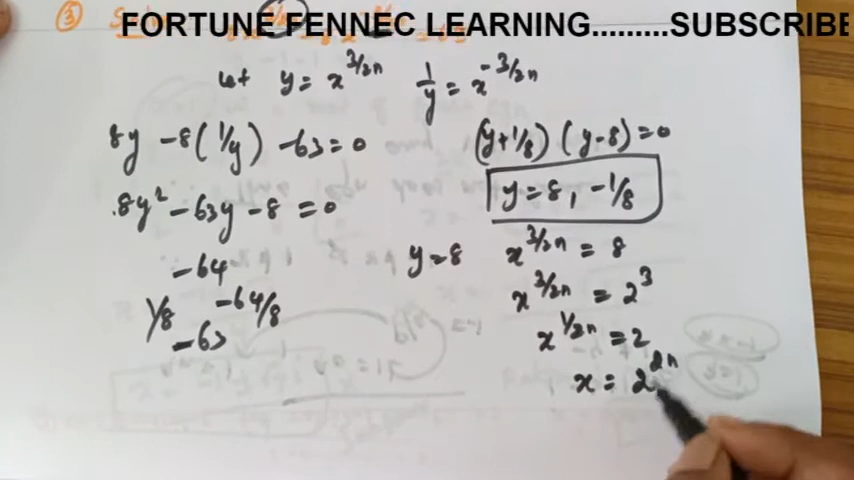 FORTUNE FENNEC LEARNING.........SUBSCRIBE
③
let y = x^{3/2n} 1/y = x^{-3/2n}
8y - 8(1/y) - 63 = 0
8y² - 63y - 8 = 0
-64
1/8 -64/8
-63
(y+1/8) (y-8) = 0
y = 8, -1/8
y = 8 x^{3/2n} = 8
x^{3/2n} = 2³
x^{1/2n} = 2
x = 2^{2n}